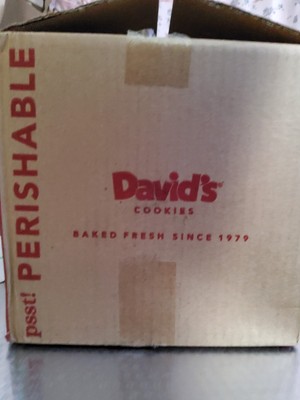 psst! PERISHABLE
David's
COOKIES
BAKED FRESH SINCE 1979